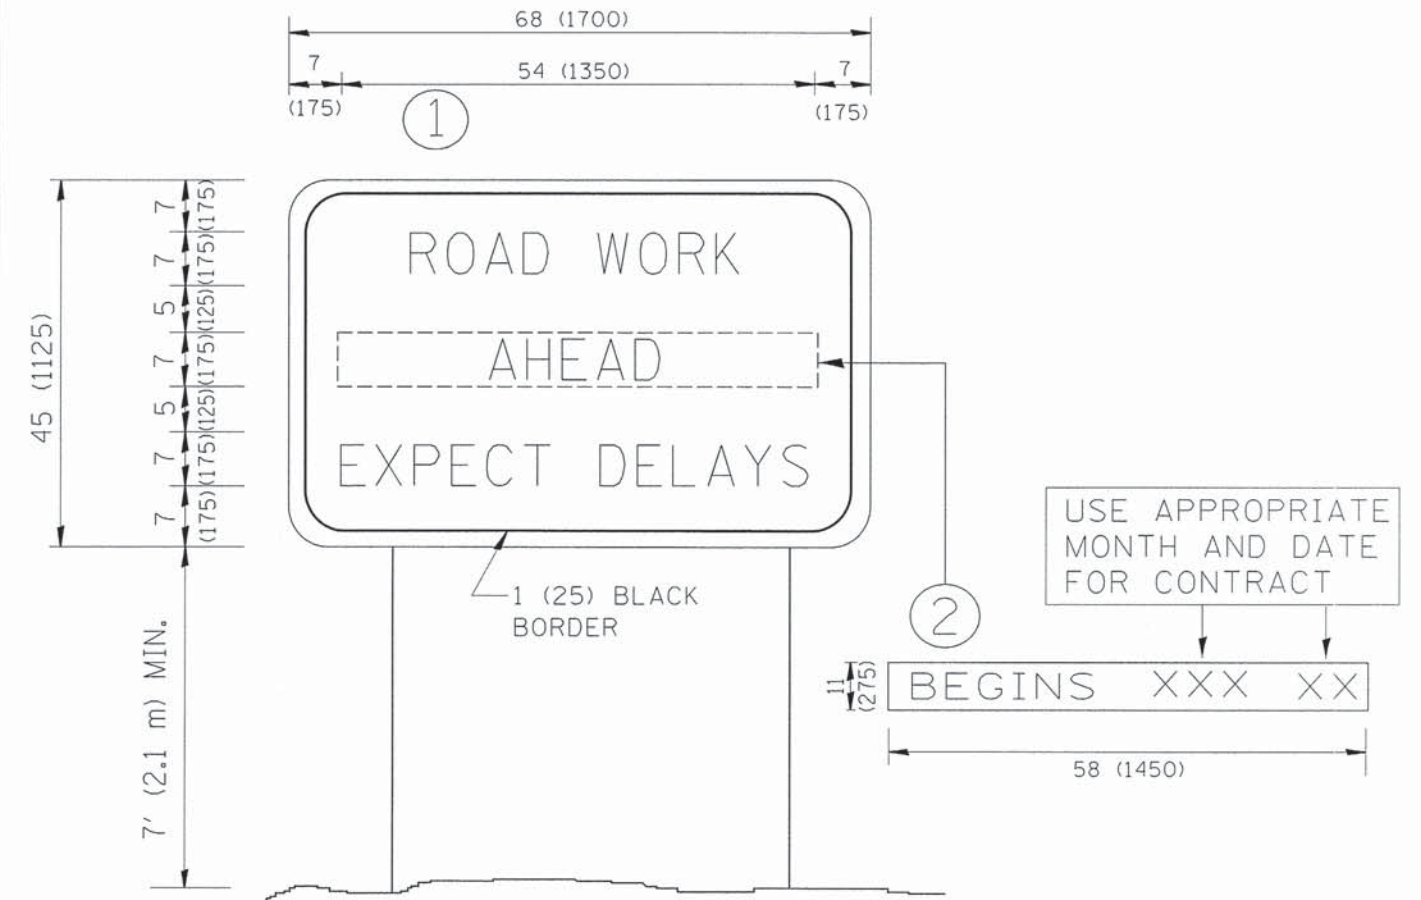 68 (1700)
7
54 (1350)
7
(175)
(175)
1
45 (1125)
7
(175)
7
(175)
5
(125)
7
(175)
5
(125)
7
(175)
7
(175)
ROAD WORK
AHEAD
EXPECT DELAYS
1 (25) BLACK
BORDER
7' (2.1 m) MIN.
USE APPROPRIATE
MONTH AND DATE
FOR CONTRACT
2
11
(275)
BEGINS XXX XX
58 (1450)